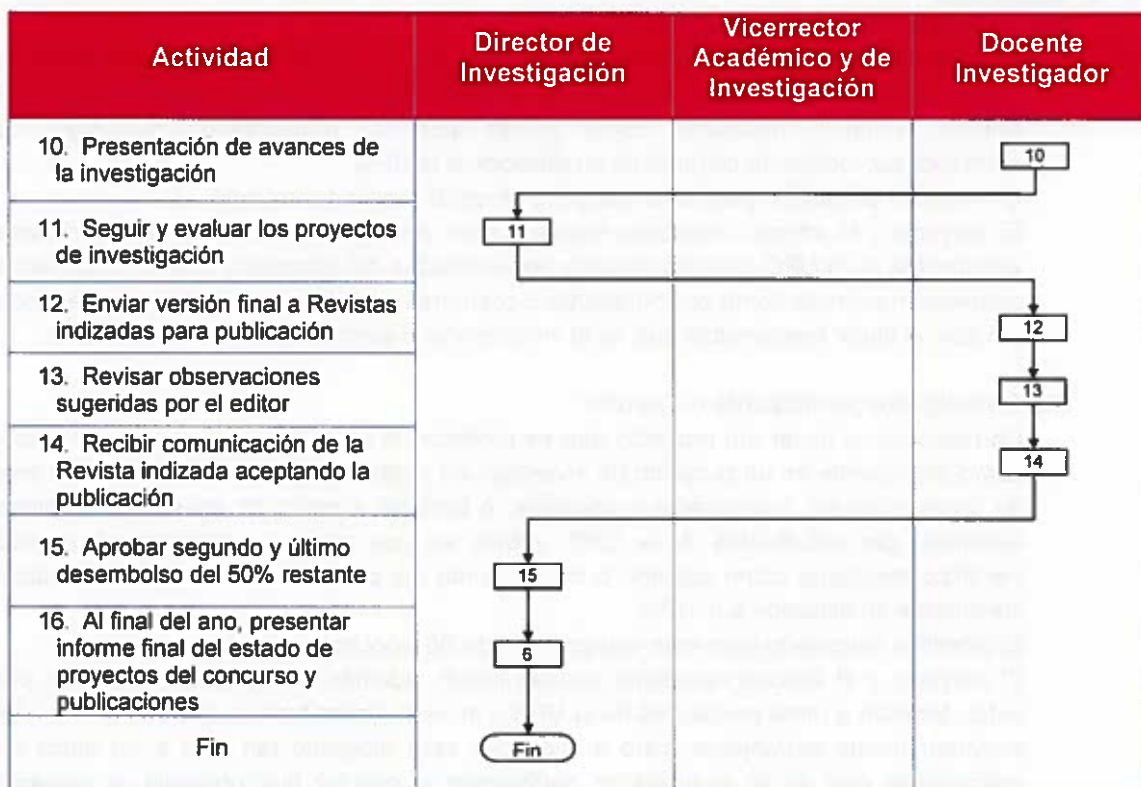 Actividad
Director de
Investigación
Vicerrector
Académico y de
Investigación
Docente
Investigador
10. Presentación de avances de
la investigación
10
11. Seguir y evaluar los proyectos
de investigación
11
12. Enviar versión final a Revistas
indizadas para publicación
12
13. Revisar observaciones
sugeridas por el editor
13
14. Recibir comunicación de la
Revista indizada aceptando la
publicación
14
15. Aprobar segundo y último
desembolso del 50% restante
15
16. Al final del ano, presentar
informe final del estado de
proyectos del concurso y
publicaciones
6
Fin
Fin